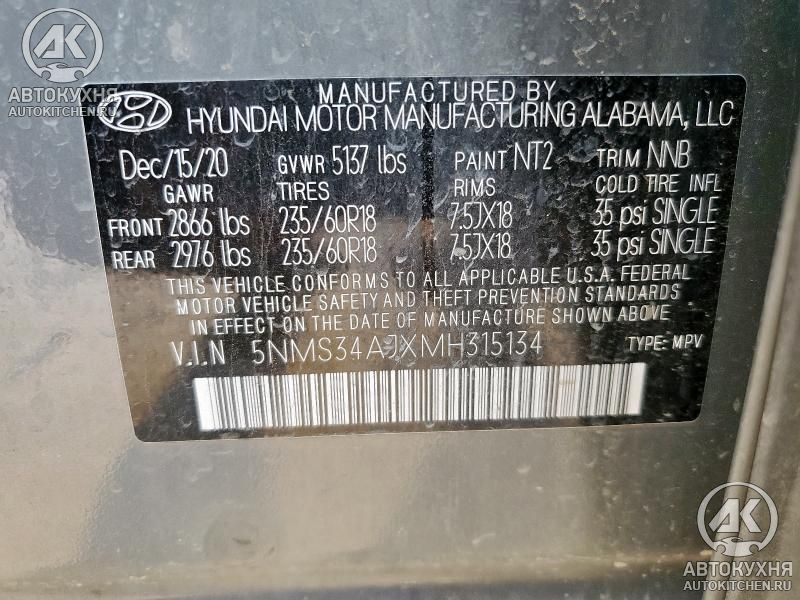 АВТОКУХНЯ
AUTOKITCHEN.RU
MANUFACTURED BY
HYUNDAI MOTOR MANUFACTURING ALABAMA, LLC
Dec/15/20 GVWR 5137 lbs PAINT NT2 TRIM NNB
GAWR TIRES RIMS COLD TIRE INFL
FRONT 2866 lbs 235/60R18 7.5JX18 35 psi SINGLE
REAR 2976 lbs 235/60R18 7.5JX18 35 psi SINGLE
THIS VEHICLE CONFORMS TO ALL APPLICABLE U.S.A. FEDERAL
MOTOR VEHICLE SAFETY AND THEFT PREVENTION STANDARDS
IN EFFECT ON THE DATE OF MANUFACTURE SHOWN ABOVE
V.I.N 5NMS34AJXMH315134 TYPE: MPV
АВТОКУХНЯ
AUTOKITCHEN.RU